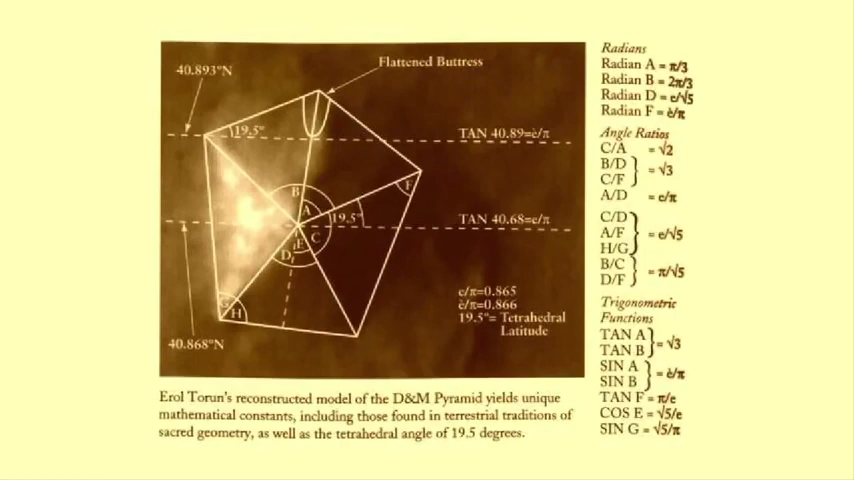 40.893°N
Flattened Buttress
19.5°
TAN 40.89=ė/π
F
B
A
19.5°
TAN 40.68=e/π
C
E
D
G
H
e/π=0.865
ė/π=0.866
19.5°= Tetrahedral
Latitude
40.868°N
Erol Torun's reconstructed model of the D&M Pyramid yields unique
mathematical constants, including those found in terrestrial traditions of
sacred geometry, as well as the tetrahedral angle of 19.5 degrees.
Radians
Radian A = π/3
Radian B = 2π/3
Radian D = e/√5
Radian F = ė/π
Angle Ratios
C/A = √2
B/D
C/F } = √3
A/D = e/π
C/D
A/F } = e/√5
H/G
B/C
D/F } = π/√5
Trigonometric
Functions
TAN A
TAN B } = √3
SIN A
SIN B } = ė/π
TAN F = π/e
COS E = √5/e
SIN G = √5/π